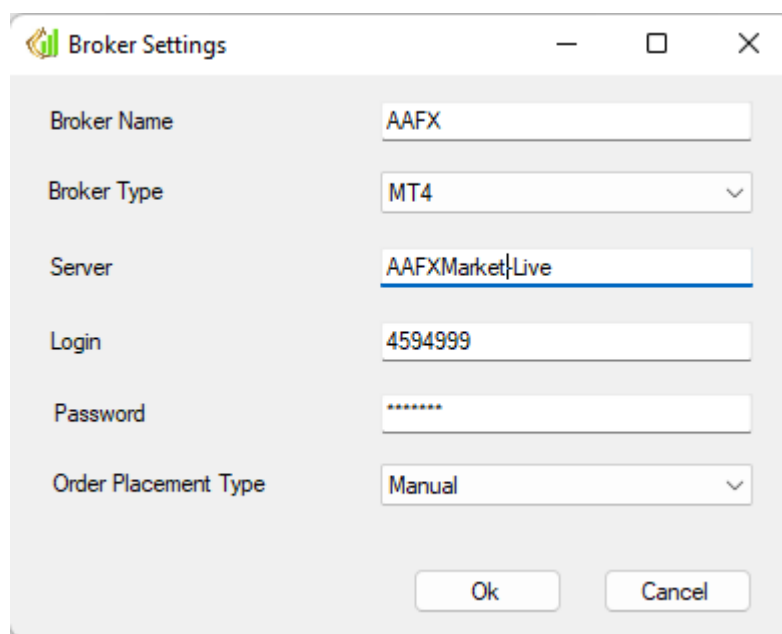 Broker Settings
Broker Name AAFX
Broker Type MT4
Server AAFXMarket-Live
Login 4594999
Password *******
Order Placement Type Manual
Ok Cancel